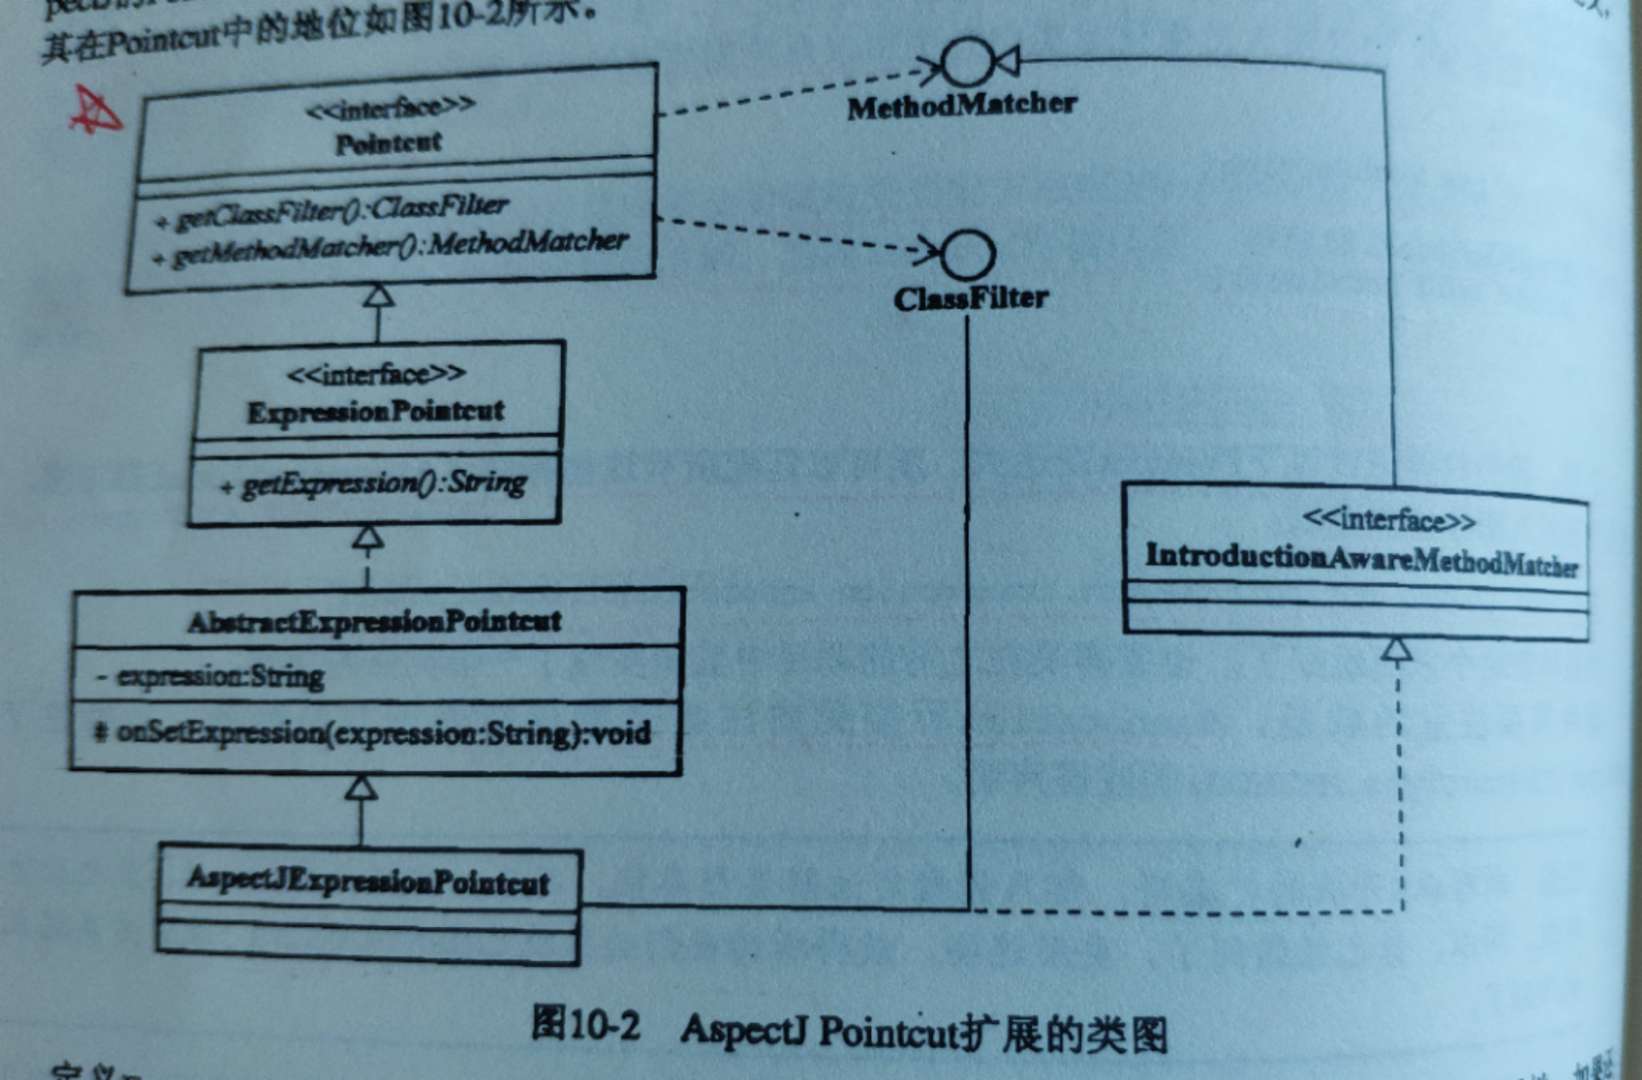 其在Pointcut中的地位如图10-2所示。
<<interface>>
Pointcut
+ getClassFilter():ClassFilter
+ getMethodMatcher():MethodMatcher
MethodMatcher
ClassFilter
<<interface>>
ExpressionPointcut
+ getExpression():String
<<interface>>
IntroductionAwareMethodMatcher
AbstractExpressionPointcut
- expression:String
# onSetExpression(expression:String):void
AspectJExpressionPointcut
图10-2 AspectJ Pointcut扩展的类图